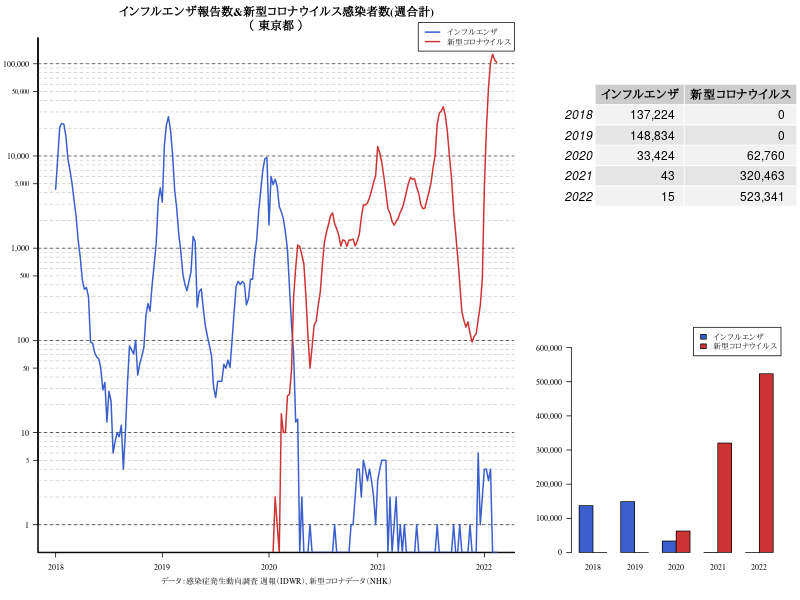 インフルエンザ報告数&新型コロナウイルス感染者数(週合計)
( 東京都 )
インフルエンザ
新型コロナウイルス
100,000
50,000
10,000
5,000
1,000
500
100
50
10
5
1
2018 2019 2020 2021 2022
データ：感染症発生動向調査 週報（IDWR）、新型コロナデータ（NHK）
インフルエンザ 新型コロナウイルス
2018 137,224 0
2019 148,834 0
2020 33,424 62,760
2021 43 320,463
2022 15 523,341
インフルエンザ
新型コロナウイルス
600,000
500,000
400,000
300,000
200,000
100,000
0
2018 2019 2020 2021 2022